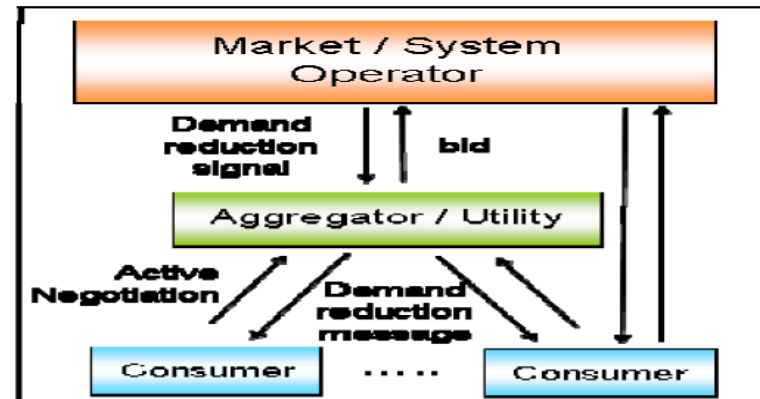 Market / System
Operator
Demand
reduction
signal
bid
Aggregator / Utility
Active
Negotiation
Demand
reduction
message
Consumer
.....
Consumer